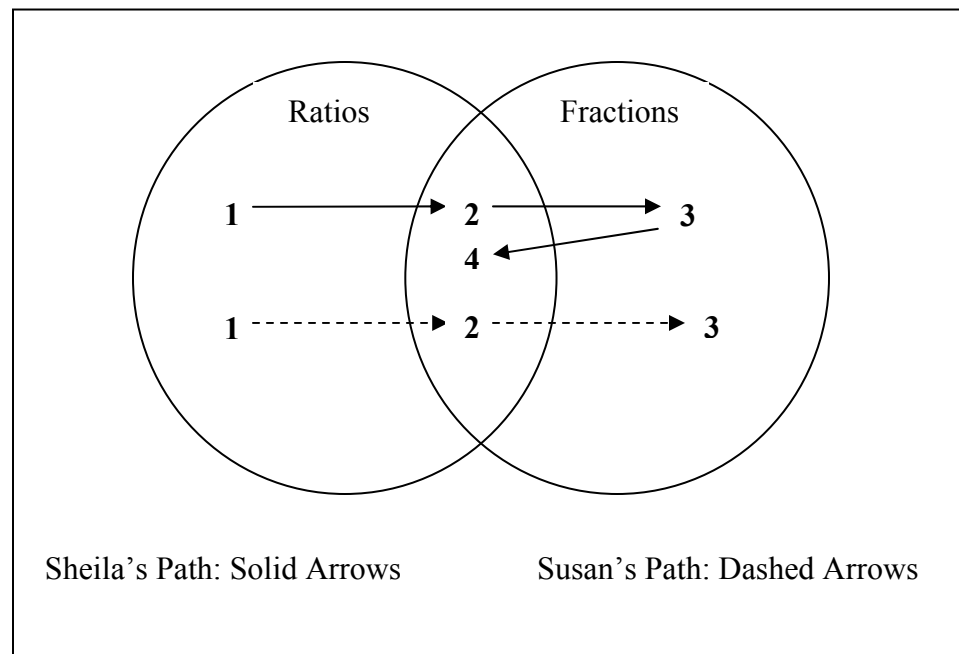 Ratios Fractions
1 2 3
4
1 2 3
Sheila’s Path: Solid Arrows Susan’s Path: Dashed Arrows